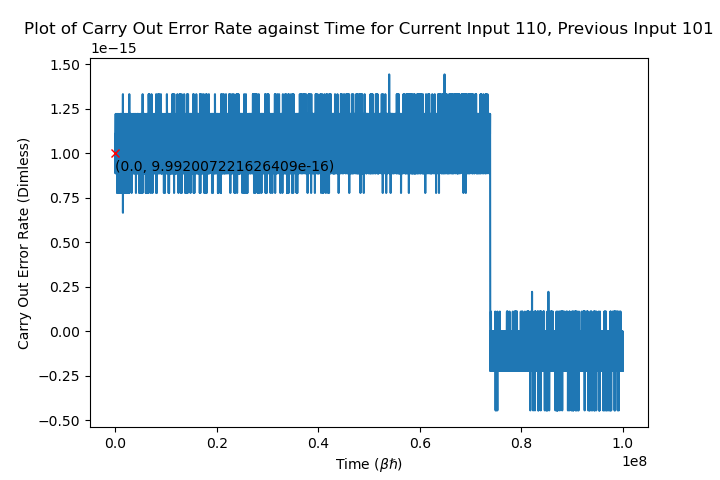 Plot of Carry Out Error Rate against Time for Current Input 110, Previous Input 101
1e−15
1.50
1.25
1.00
0.75
0.50
0.25
0.00
−0.25
−0.50
Carry Out Error Rate (Dimless)
(0.0, 9.992007221626409e-16)
0.0
0.2
0.4
0.6
0.8
1.0
1e8
Time (βℏ)